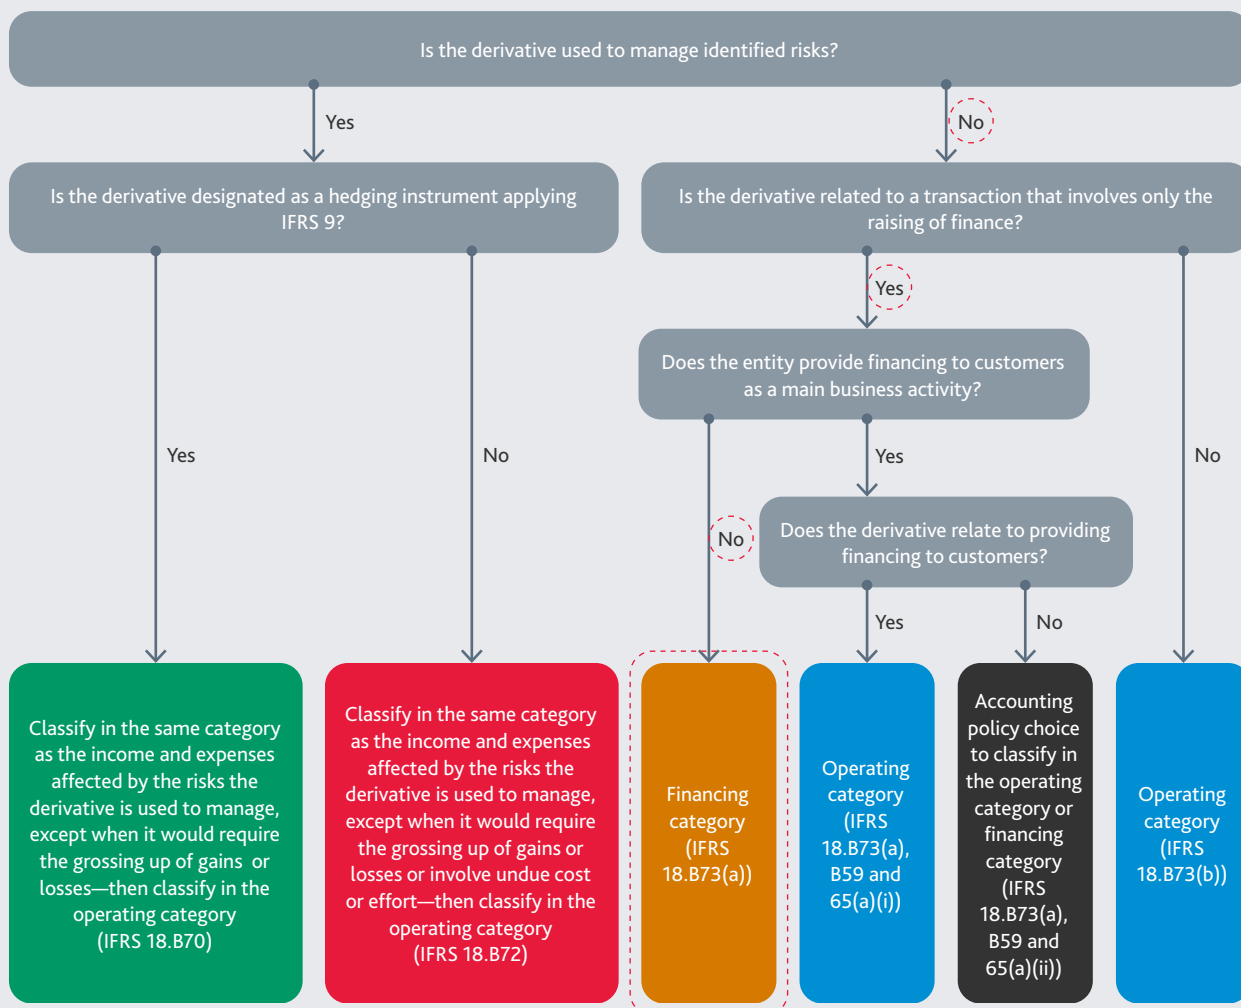 Is the derivative used to manage identified risks?
Yes
No
Is the derivative designated as a hedging instrument applying
IFRS 9?
Is the derivative related to a transaction that involves only the
raising of finance?
Yes
Does the entity provide financing to customers
as a main business activity?
Yes
No
Yes
No
No
Does the derivative relate to providing
financing to customers?
Yes
No
Classify in the same category
as the income and expenses
affected by the risks the
derivative is used to manage,
except when it would require
the grossing up of gains or
losses—then classify in the
operating category
(IFRS 18.B70)
Classify in the same category
as the income and expenses
affected by the risks the
derivative is used to manage,
except when it would require
the grossing up of gains or
losses or involve undue cost
or effort—then classify in the
operating category
(IFRS 18.B72)
Financing
category
(IFRS
18.B73(a))
Operating
category
(IFRS
18.B73(a),
B59 and
65(a)(i))
Accounting
policy choice
to classify in
the operating
category or
financing
category
(IFRS
18.B73(a),
B59 and
65(a)(ii))
Operating
category
(IFRS
18.B73(b))